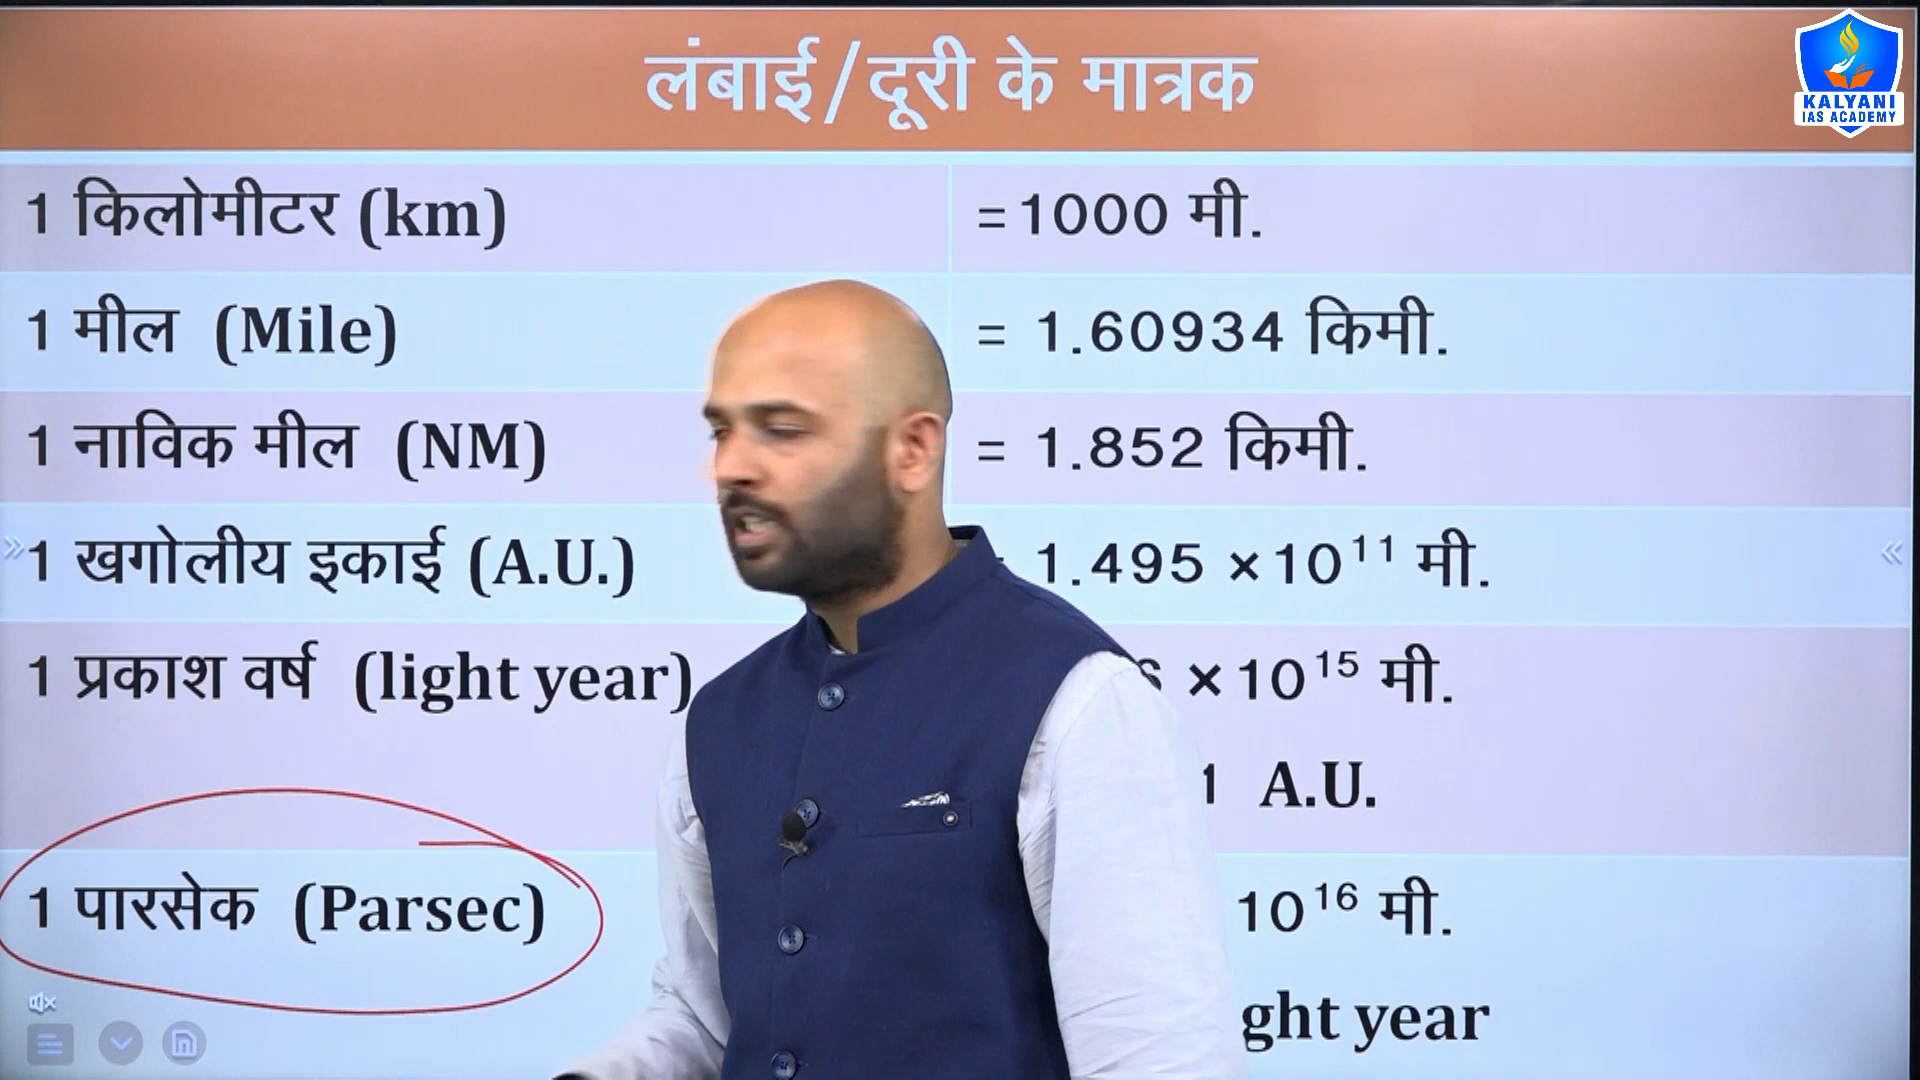 लंबाई/दूरी के मात्रक
KALYANI
IAS ACADEMY
1 किलोमीटर (km) =1000 मी.
1 मील (Mile) = 1.60934 किमी.
1 नाविक मील (NM) = 1.852 किमी.
1 खगोलीय इकाई (A.U.) 1.495 ×10¹¹ मी.
1 प्रकाश वर्ष (light year) ×10¹⁵ मी.
A.U.
1 पारसेक (Parsec) 10¹⁶ मी.
year